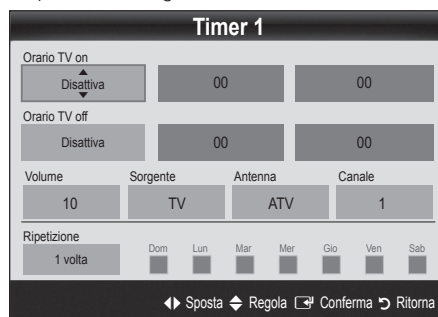 Timer 1
Orario TV on
Disattiva 00 00
Orario TV off
Disattiva 00 00
Volume Sorgente Antenna Canale
10 TV ATV 1
Ripetizione
1 volta
Dom Lun Mar Mer Gio Ven Sab
Sposta Regola Conferma Ritorna